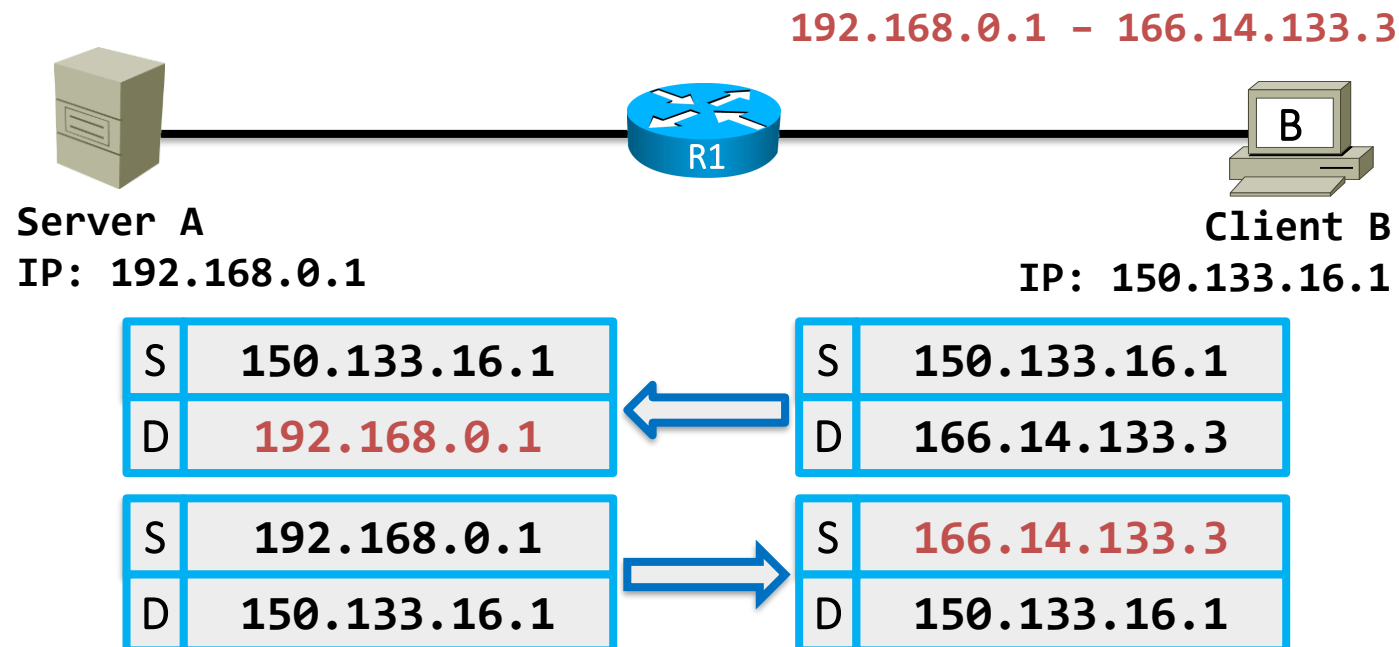 192.168.0.1 – 166.14.133.3
B
R1
Server A
IP: 192.168.0.1
Client B
IP: 150.133.16.1
S 150.133.16.1
D 192.168.0.1
S 150.133.16.1
D 166.14.133.3
S 192.168.0.1
D 150.133.16.1
S 166.14.133.3
D 150.133.16.1